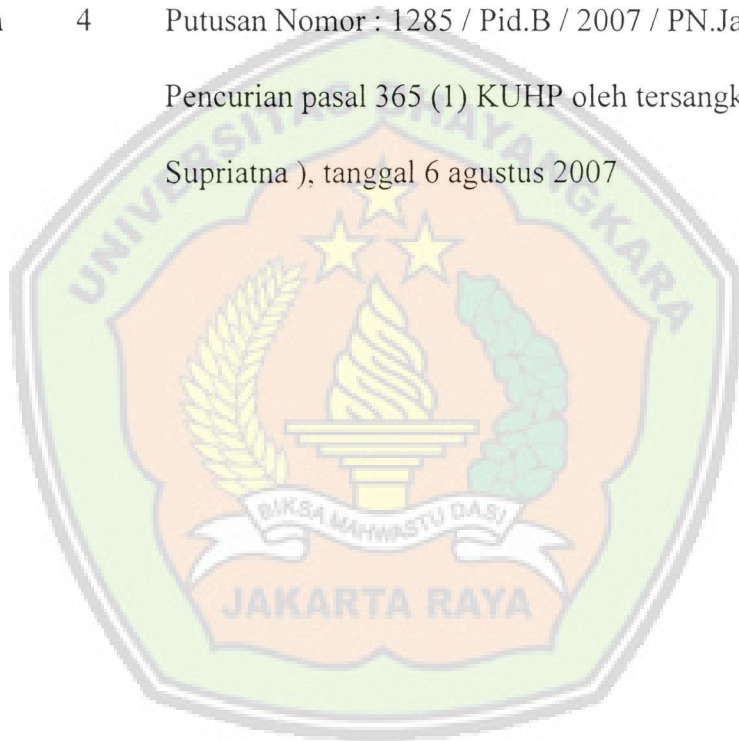 4 Putusan Nomor : 1285 / Pid.B / 2007 / PN.Ja
Pencurian pasal 365 (1) KUHP oleh tersangk
Supriatna ), tanggal 6 agustus 2007
UNIVERSITAS BHAYANGKARA
BIKSA MAHWASTU DASI
JAKARTA RAYA